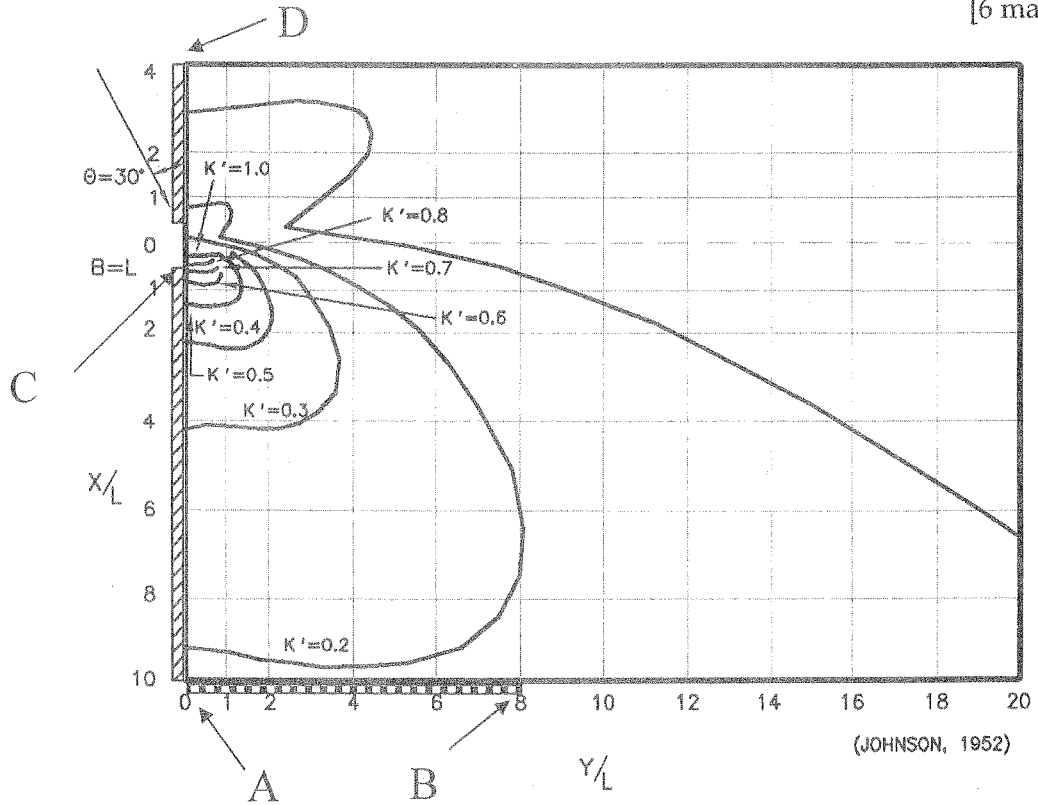 [6 ma
D
4
2
K'=1.0
Θ=30°
1
K'=0.8
0
B=L
K'=0.7
1
K'=0.6
2
K'=0.4
C
K'=0.5
K'=0.3
4
X/L
6
8
K'=0.2
10
0 1 2 4 6 8 10 12 14 16 18 20
(JOHNSON, 1952)
A
B
Y/L